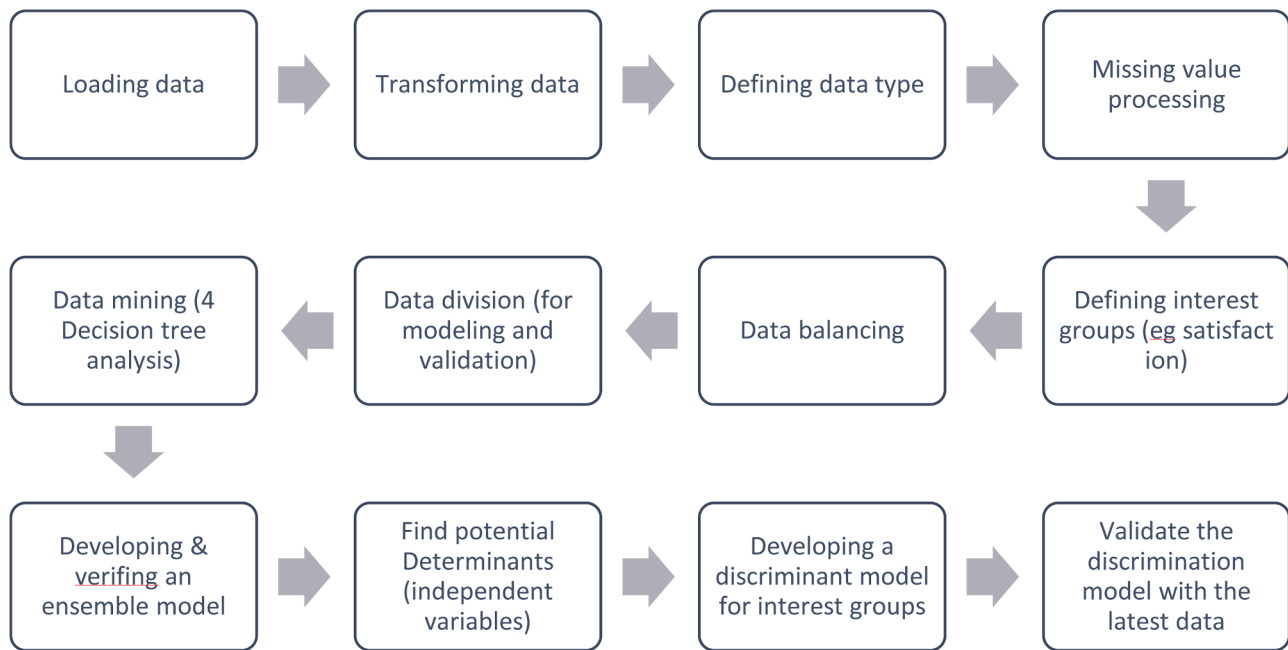 Loading data
Transforming data
Defining data type
Missing value
processing
Defining interest
groups (eg satisfact
ion)
Data balancing
Data division (for
modeling and
validation)
Data mining (4
Decision tree
analysis)
Developing &
verifing an
ensemble model
Find potential
Determinants
(independent
variables)
Developing a
discriminant model
for interest groups
Validate the
discrimination
model with the
latest data